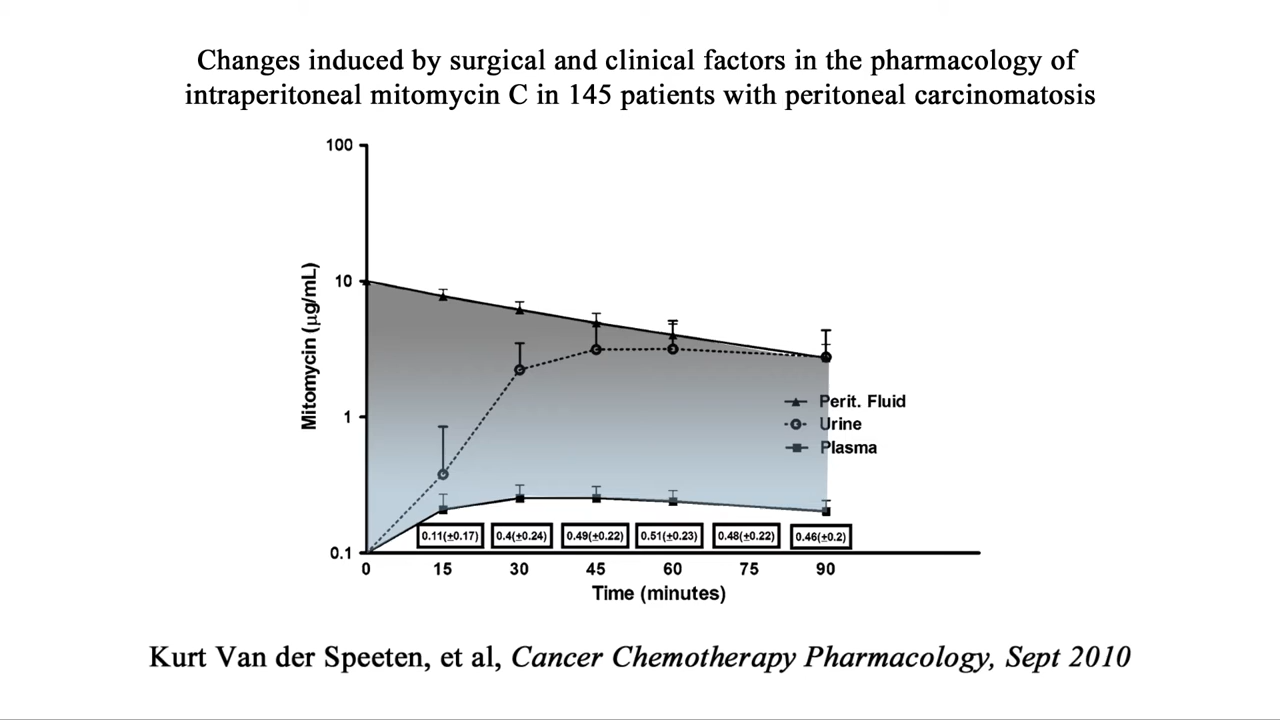 Changes induced by surgical and clinical factors in the pharmacology of
intraperitoneal mitomycin C in 145 patients with peritoneal carcinomatosis
100
10
1
0.1
Mitomycin (μg/mL)
Perit. Fluid
Urine
Plasma
0.11(±0.17) 0.4(±0.24) 0.49(±0.22) 0.51(±0.23) 0.48(±0.22) 0.46(±0.2)
0 15 30 45 60 75 90
Time (minutes)
Kurt Van der Speeten, et al, Cancer Chemotherapy Pharmacology, Sept 2010